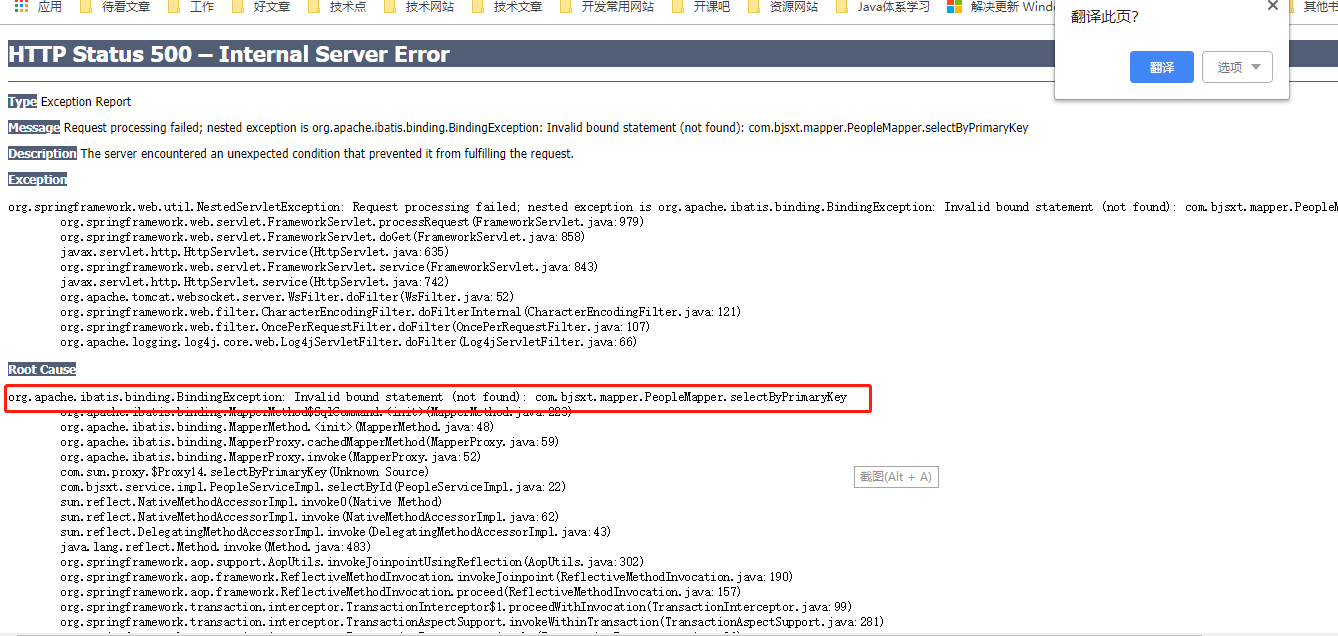 应用 待看文章 工作 好文章 技术点 技术网站 技术文章 开发常用网站 开课吧 资源网站 Java体系学习 解决更新 Wind 其他书
翻译此页?
翻译 选项
HTTP Status 500 – Internal Server Error
Type Exception Report
Message Request processing failed; nested exception is org.apache.ibatis.binding.BindingException: Invalid bound statement (not found): com.bjsxt.mapper.PeopleMapper.selectByPrimaryKey
Description The server encountered an unexpected condition that prevented it from fulfilling the request.
Exception
org.springframework.web.util.NestedServletException: Request processing failed; nested exception is org.apache.ibatis.binding.BindingException: Invalid bound statement (not found): com.bjsxt.mapper.PeopleM
org.springframework.web.servlet.FrameworkServlet.processRequest(FrameworkServlet.java:979)
org.springframework.web.servlet.FrameworkServlet.doGet(FrameworkServlet.java:858)
javax.servlet.http.HttpServlet.service(HttpServlet.java:635)
org.springframework.web.servlet.FrameworkServlet.service(FrameworkServlet.java:843)
javax.servlet.http.HttpServlet.service(HttpServlet.java:742)
org.apache.tomcat.websocket.server.WsFilter.doFilter(WsFilter.java:52)
org.springframework.web.filter.CharacterEncodingFilter.doFilterInternal(CharacterEncodingFilter.java:121)
org.springframework.web.filter.OncePerRequestFilter.doFilter(OncePerRequestFilter.java:107)
org.apache.logging.log4j.core.web.Log4jServletFilter.doFilter(Log4jServletFilter.java:66)
Root Cause
org.apache.ibatis.binding.BindingException: Invalid bound statement (not found): com.bjsxt.mapper.PeopleMapper.selectByPrimaryKey
org.apache.ibatis.binding.MapperMethod$SqlCommand.<init>(MapperMethod.java:223)
org.apache.ibatis.binding.MapperMethod.<init>(MapperMethod.java:48)
org.apache.ibatis.binding.MapperProxy.cachedMapperMethod(MapperProxy.java:59)
org.apache.ibatis.binding.MapperProxy.invoke(MapperProxy.java:52)
com.sun.proxy.$Proxy14.selectByPrimaryKey(Unknown Source)
截图(Alt + A)
com.bjsxt.service.impl.PeopleServiceImpl.selectById(PeopleServiceImpl.java:22)
sun.reflect.NativeMethodAccessorImpl.invoke0(Native Method)
sun.reflect.NativeMethodAccessorImpl.invoke(NativeMethodAccessorImpl.java:62)
sun.reflect.DelegatingMethodAccessorImpl.invoke(DelegatingMethodAccessorImpl.java:43)
java.lang.reflect.Method.invoke(Method.java:483)
org.springframework.aop.support.AopUtils.invokeJoinpointUsingReflection(AopUtils.java:302)
org.springframework.aop.framework.ReflectiveMethodInvocation.invokeJoinpoint(ReflectiveMethodInvocation.java:190)
org.springframework.aop.framework.ReflectiveMethodInvocation.proceed(ReflectiveMethodInvocation.java:157)
org.springframework.transaction.interceptor.TransactionInterceptor$1.proceedWithInvocation(TransactionInterceptor.java:99)
org.springframework.transaction.interceptor.TransactionAspectSupport.invokeWithinTransaction(TransactionAspectSupport.java:281)